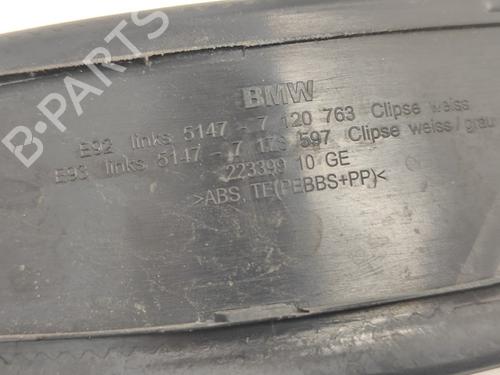 BMW
E92 links 5147 - 7 120 763 Clipse weiss
E93 links 5147 - 7 173 597 Clipse weiss/grau
223399 10 GE
>ABS,TE(PEBBS+PP)<
B-PARTS